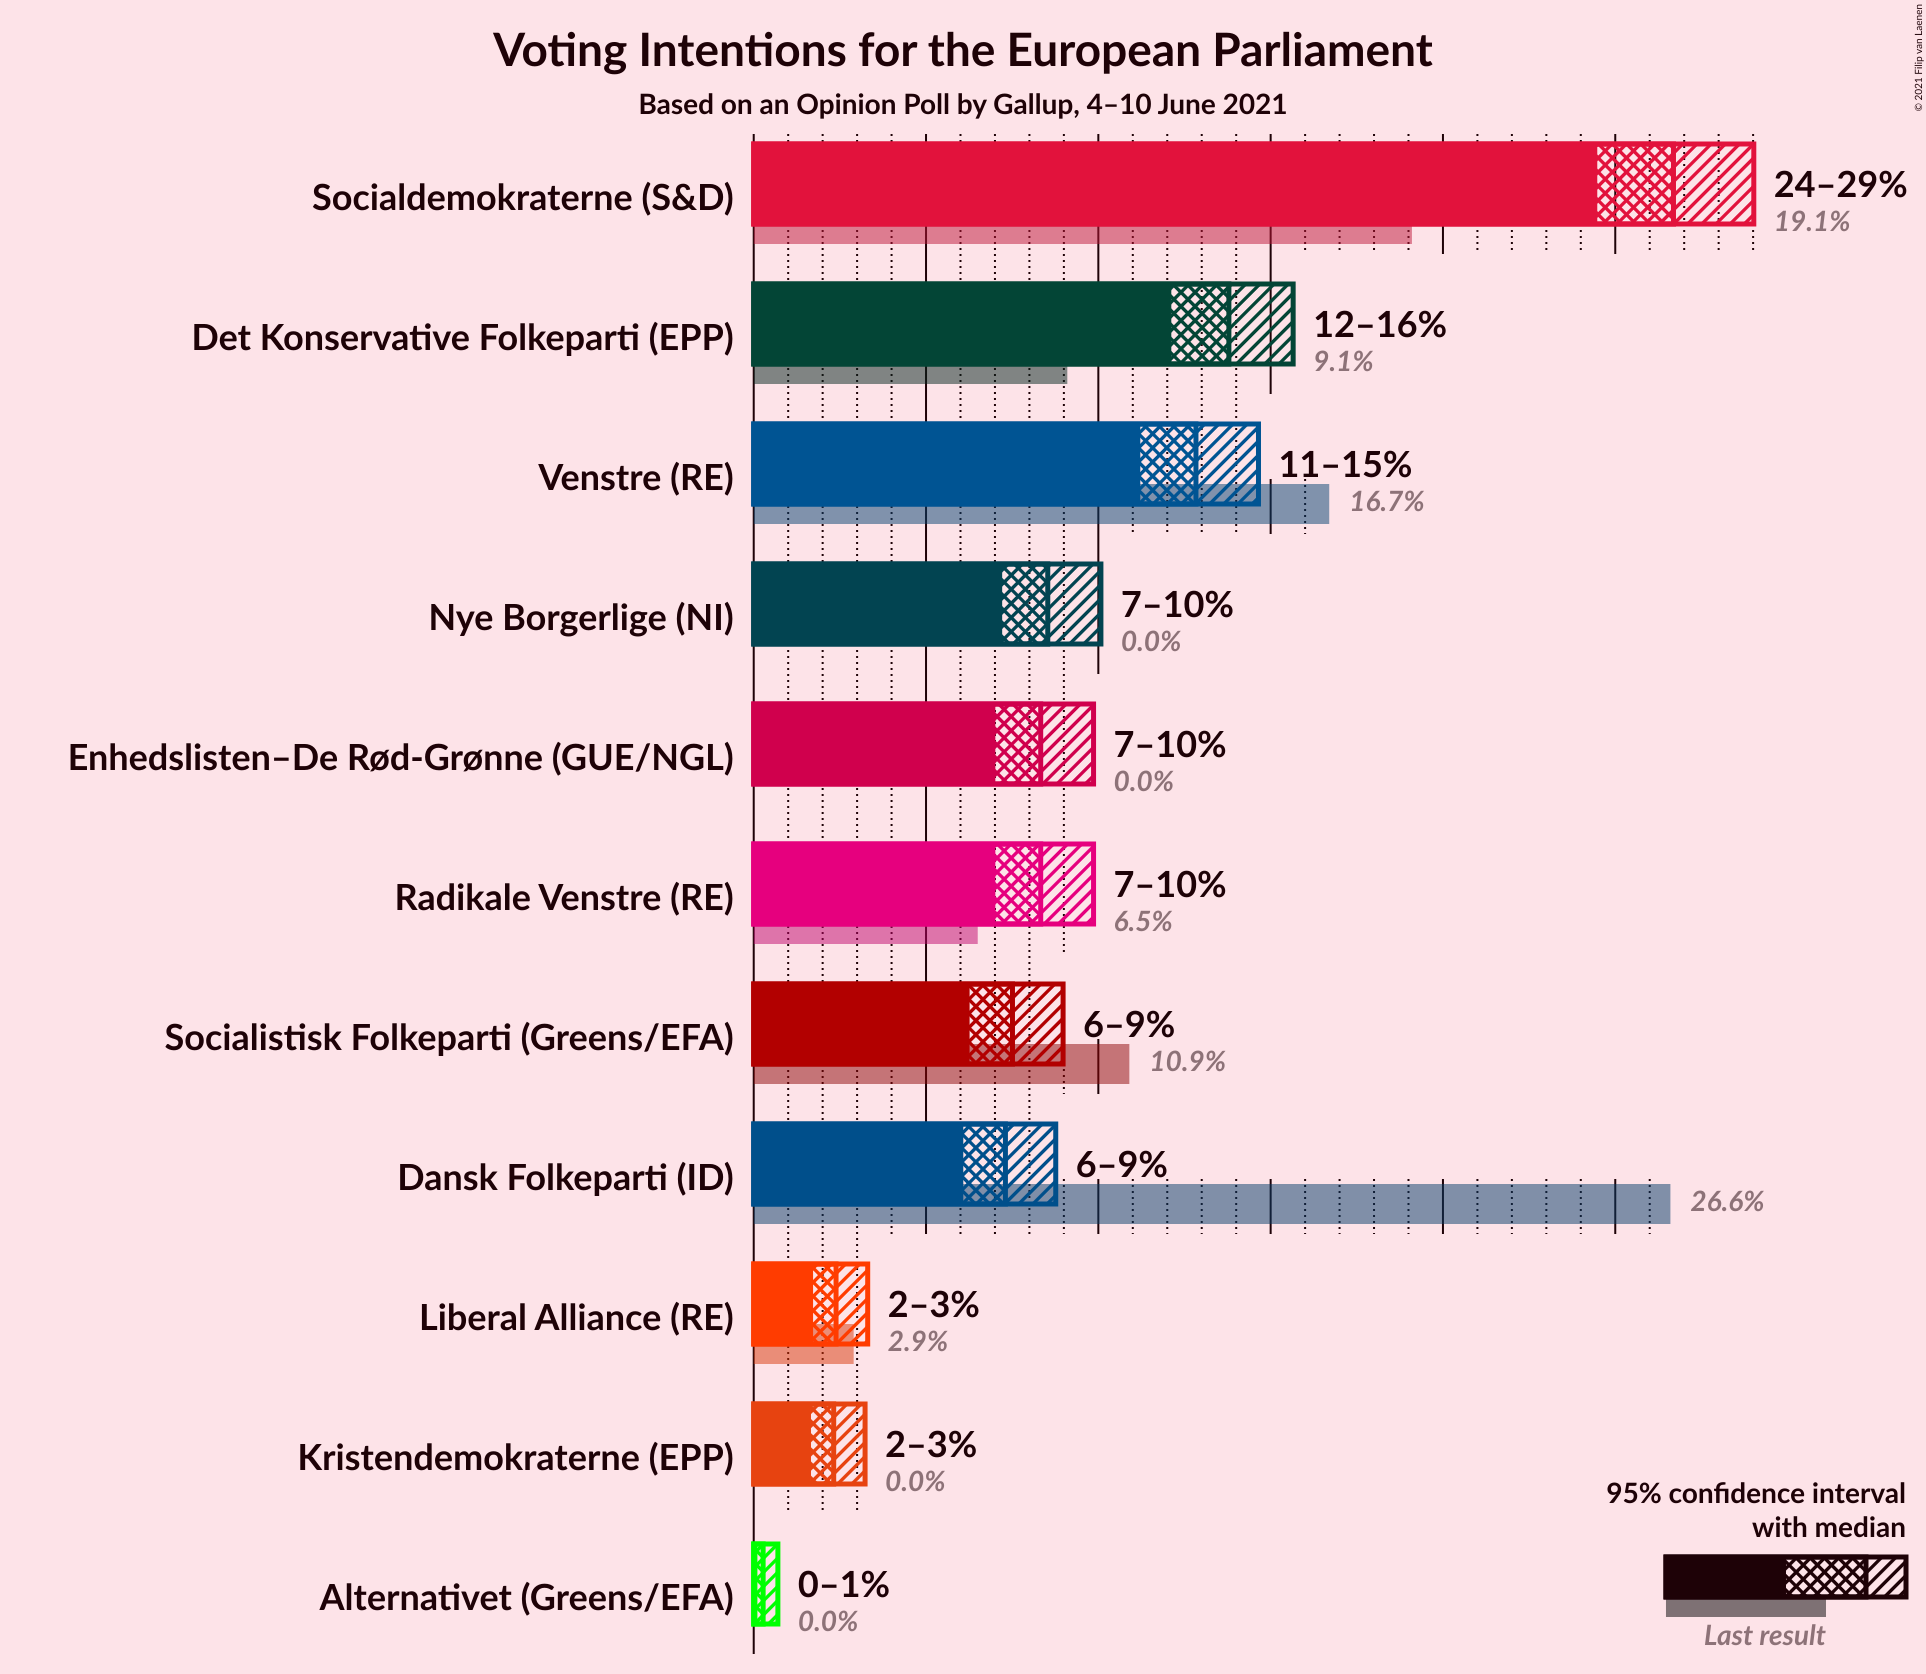 Voting Intentions for the European Parliament
Based on an Opinion Poll by Gallup, 4–10 June 2021
© 2021 Filip van Laenen
Socialdemokraterne (S&D)
24–29%
19.1%
Det Konservative Folkeparti (EPP)
12–16%
9.1%
Venstre (RE)
11–15%
16.7%
Nye Borgerlige (NI)
7–10%
0.0%
Enhedslisten–De Rød-Grønne (GUE/NGL)
7–10%
0.0%
Radikale Venstre (RE)
7–10%
6.5%
Socialistisk Folkeparti (Greens/EFA)
6–9%
10.9%
Dansk Folkeparti (ID)
6–9%
26.6%
Liberal Alliance (RE)
2–3%
2.9%
Kristendemokraterne (EPP)
2–3%
0.0%
Alternativet (Greens/EFA)
0–1%
0.0%
95% confidence interval
with median
Last result